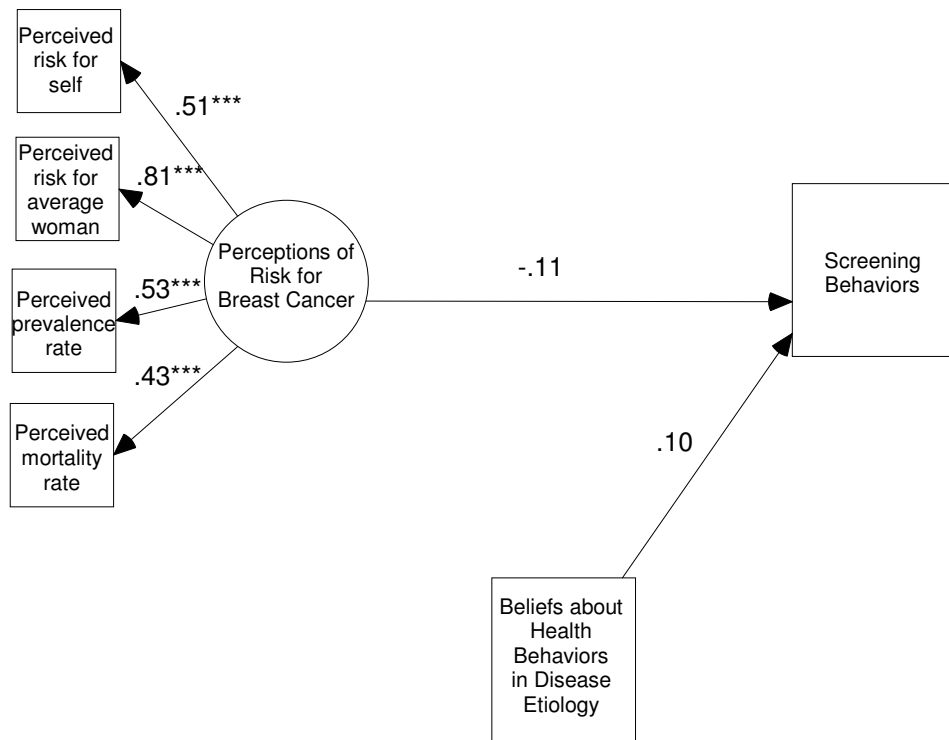 Perceived
risk for
self
.51***
Perceived
risk for
average
woman
.81***
Perceived
prevalence
rate
.53***
Perceived
mortality
rate
.43***
Perceptions of
Risk for
Breast Cancer
-.11
Screening
Behaviors
.10
Beliefs about
Health
Behaviors
in Disease
Etiology